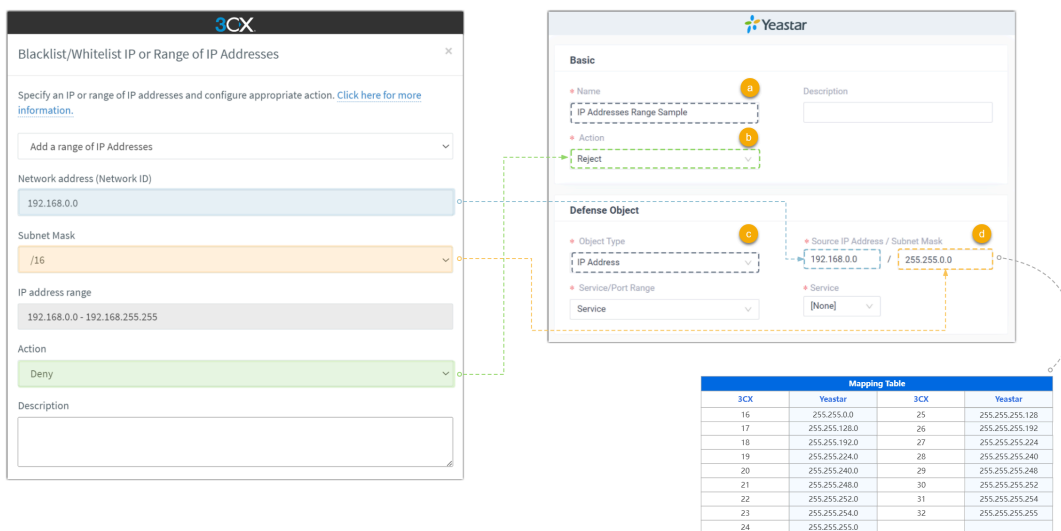 3CX
Blacklist/Whitelist IP or Range of IP Addresses
×
Specify an IP or range of IP addresses and configure appropriate action. Click here for more
information.
Add a range of IP Addresses
Network address (Network ID)
192.168.0.0
Subnet Mask
/16
IP address range
192.168.0.0 - 192.168.255.255
Action
Deny
Description
Yeastar
Basic
* Name
a
Description
IP Addresses Range Sample
* Action
b
Reject
Defense Object
* Object Type
c
* Source IP Address / Subnet Mask
d
IP Address
192.168.0.0 / 255.255.0.0
* Service/Port Range
* Service
Service
[None]
Mapping Table
3CX Yeastar 3CX Yeastar
16 255.255.0.0 25 255.255.255.128
17 255.255.128.0 26 255.255.255.192
18 255.255.192.0 27 255.255.255.224
19 255.255.224.0 28 255.255.255.240
20 255.255.240.0 29 255.255.255.248
21 255.255.248.0 30 255.255.255.252
22 255.255.252.0 31 255.255.255.254
23 255.255.254.0 32 255.255.255.255
24 255.255.255.0